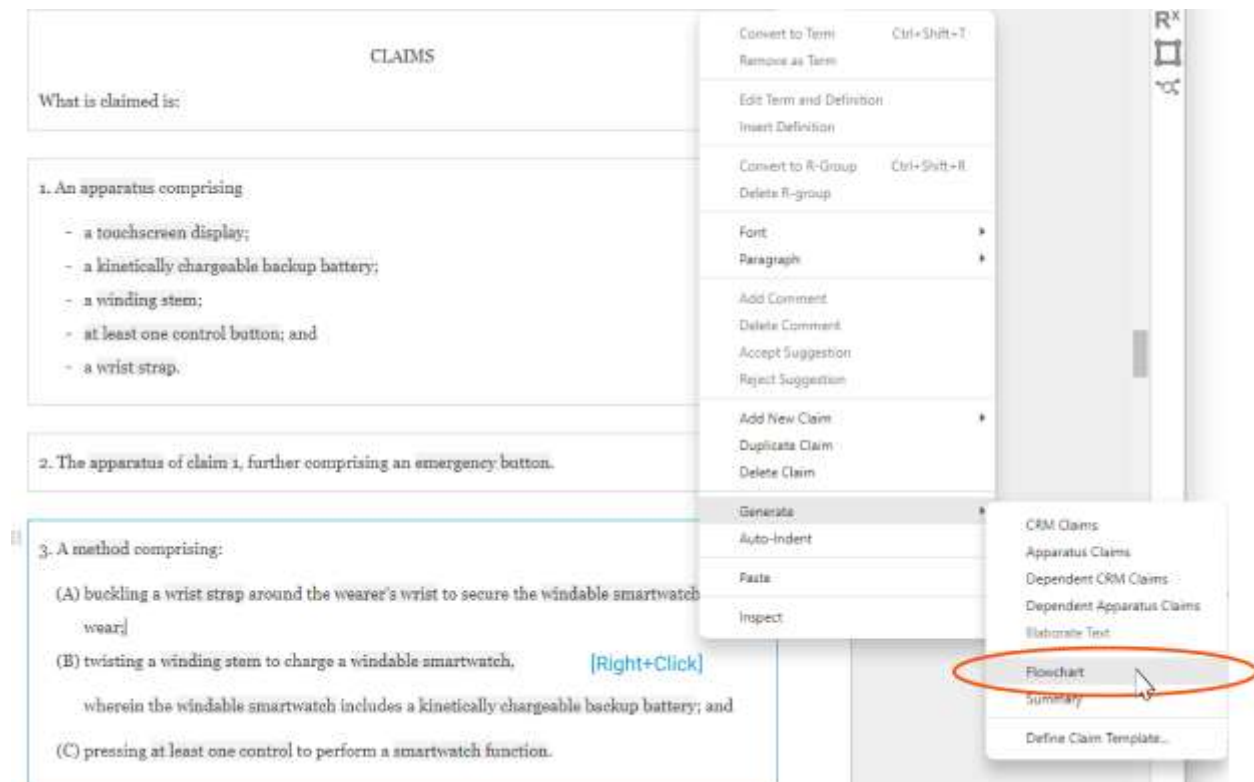 CLAIMS
What is claimed is:
1. An apparatus comprising
- a touchscreen display;
- a kinetically chargeable backup battery;
- a winding stem;
- at least one control button; and
- a wrist strap.
2. The apparatus of claim 1, further comprising an emergency button.
3. A method comprising:
(A) buckling a wrist strap around the wearer's wrist to secure the windable smartwatch
wear;
(B) twisting a winding stem to charge a windable smartwatch,
[Right+Click]
wherein the windable smartwatch includes a kinetically chargeable backup battery; and
(C) pressing at least one control to perform a smartwatch function.
Convert to Term Ctrl+Shift+T
Remove as Term
Edit Term and Definition
Insert Definition
Convert to R-Group Ctrl+Shift+R
Delete R-group
Font
Paragraph
Add Comment
Delete Comment
Accept Suggestion
Reject Suggestion
Add New Claim
Duplicate Claim
Delete Claim
Generate
Auto-Indent
Paste
Inspect
CRM Claims
Apparatus Claims
Dependent CRM Claims
Dependent Apparatus Claims
Elaborate Text
Flowchart
Summary
Define Claim Template...
Rx